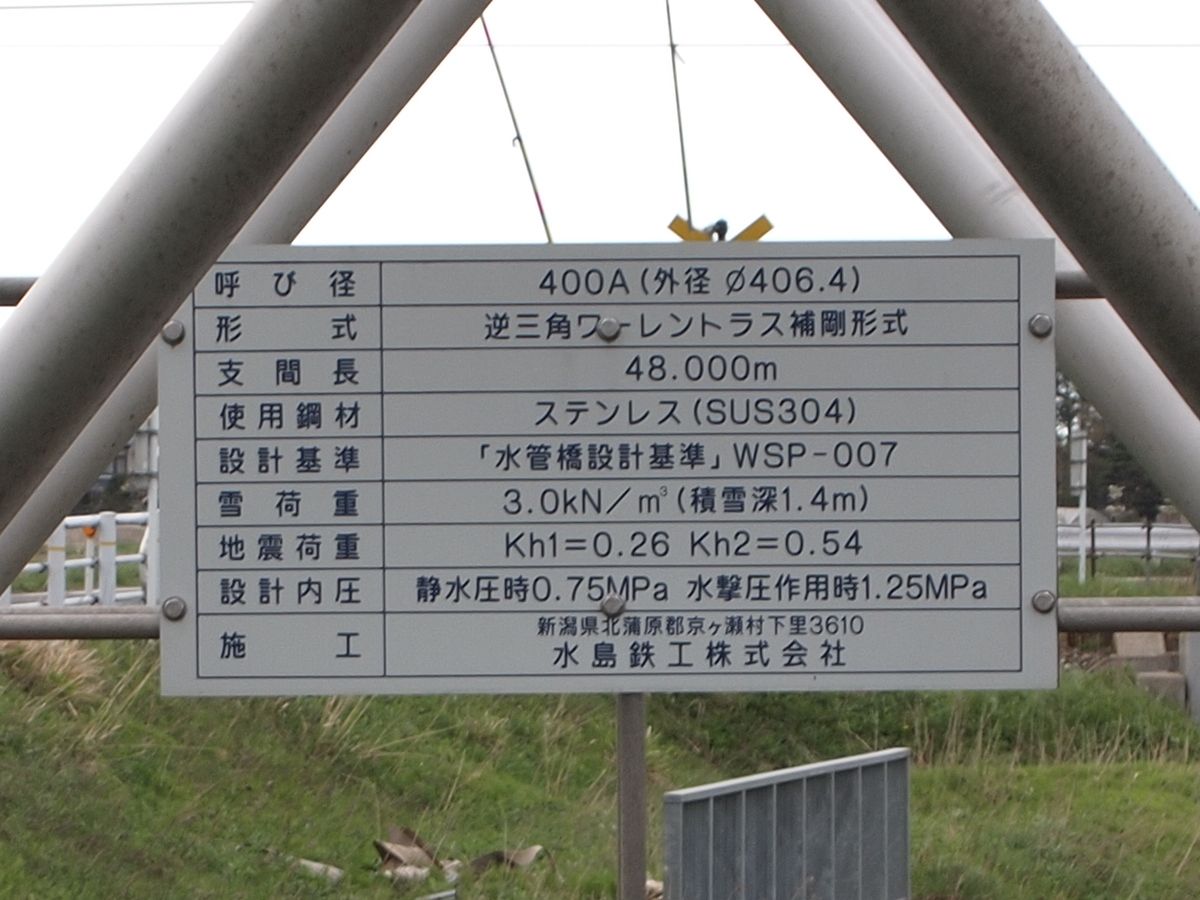 呼び径 400A(外径 Ø406.4)
形式 逆三角ワーレントラス補剛形式
支間長 48.000m
使用鋼材 ステンレス(SUS304)
設計基準 「水管橋設計基準」WSP-007
雪荷重 3.0kN/m³(積雪深1.4m)
地震荷重 Kh1=0.26 Kh2=0.54
設計内圧 静水圧時0.75MPa 水撃圧作用時1.25MPa
施工 新潟県北蒲原郡京ヶ瀬村下里3610
水島鉄工株式会社